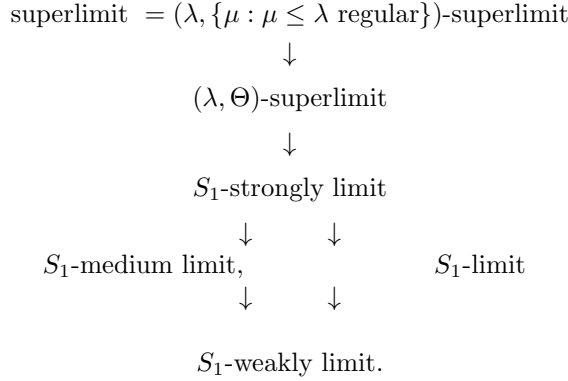 superlimit = (λ, {μ : μ ≤ λ regular})-superlimit
↓
(λ, Θ)-superlimit
↓
S₁-strongly limit
↓ ↓
S₁-medium limit, S₁-limit
↓ ↓
S₁-weakly limit.